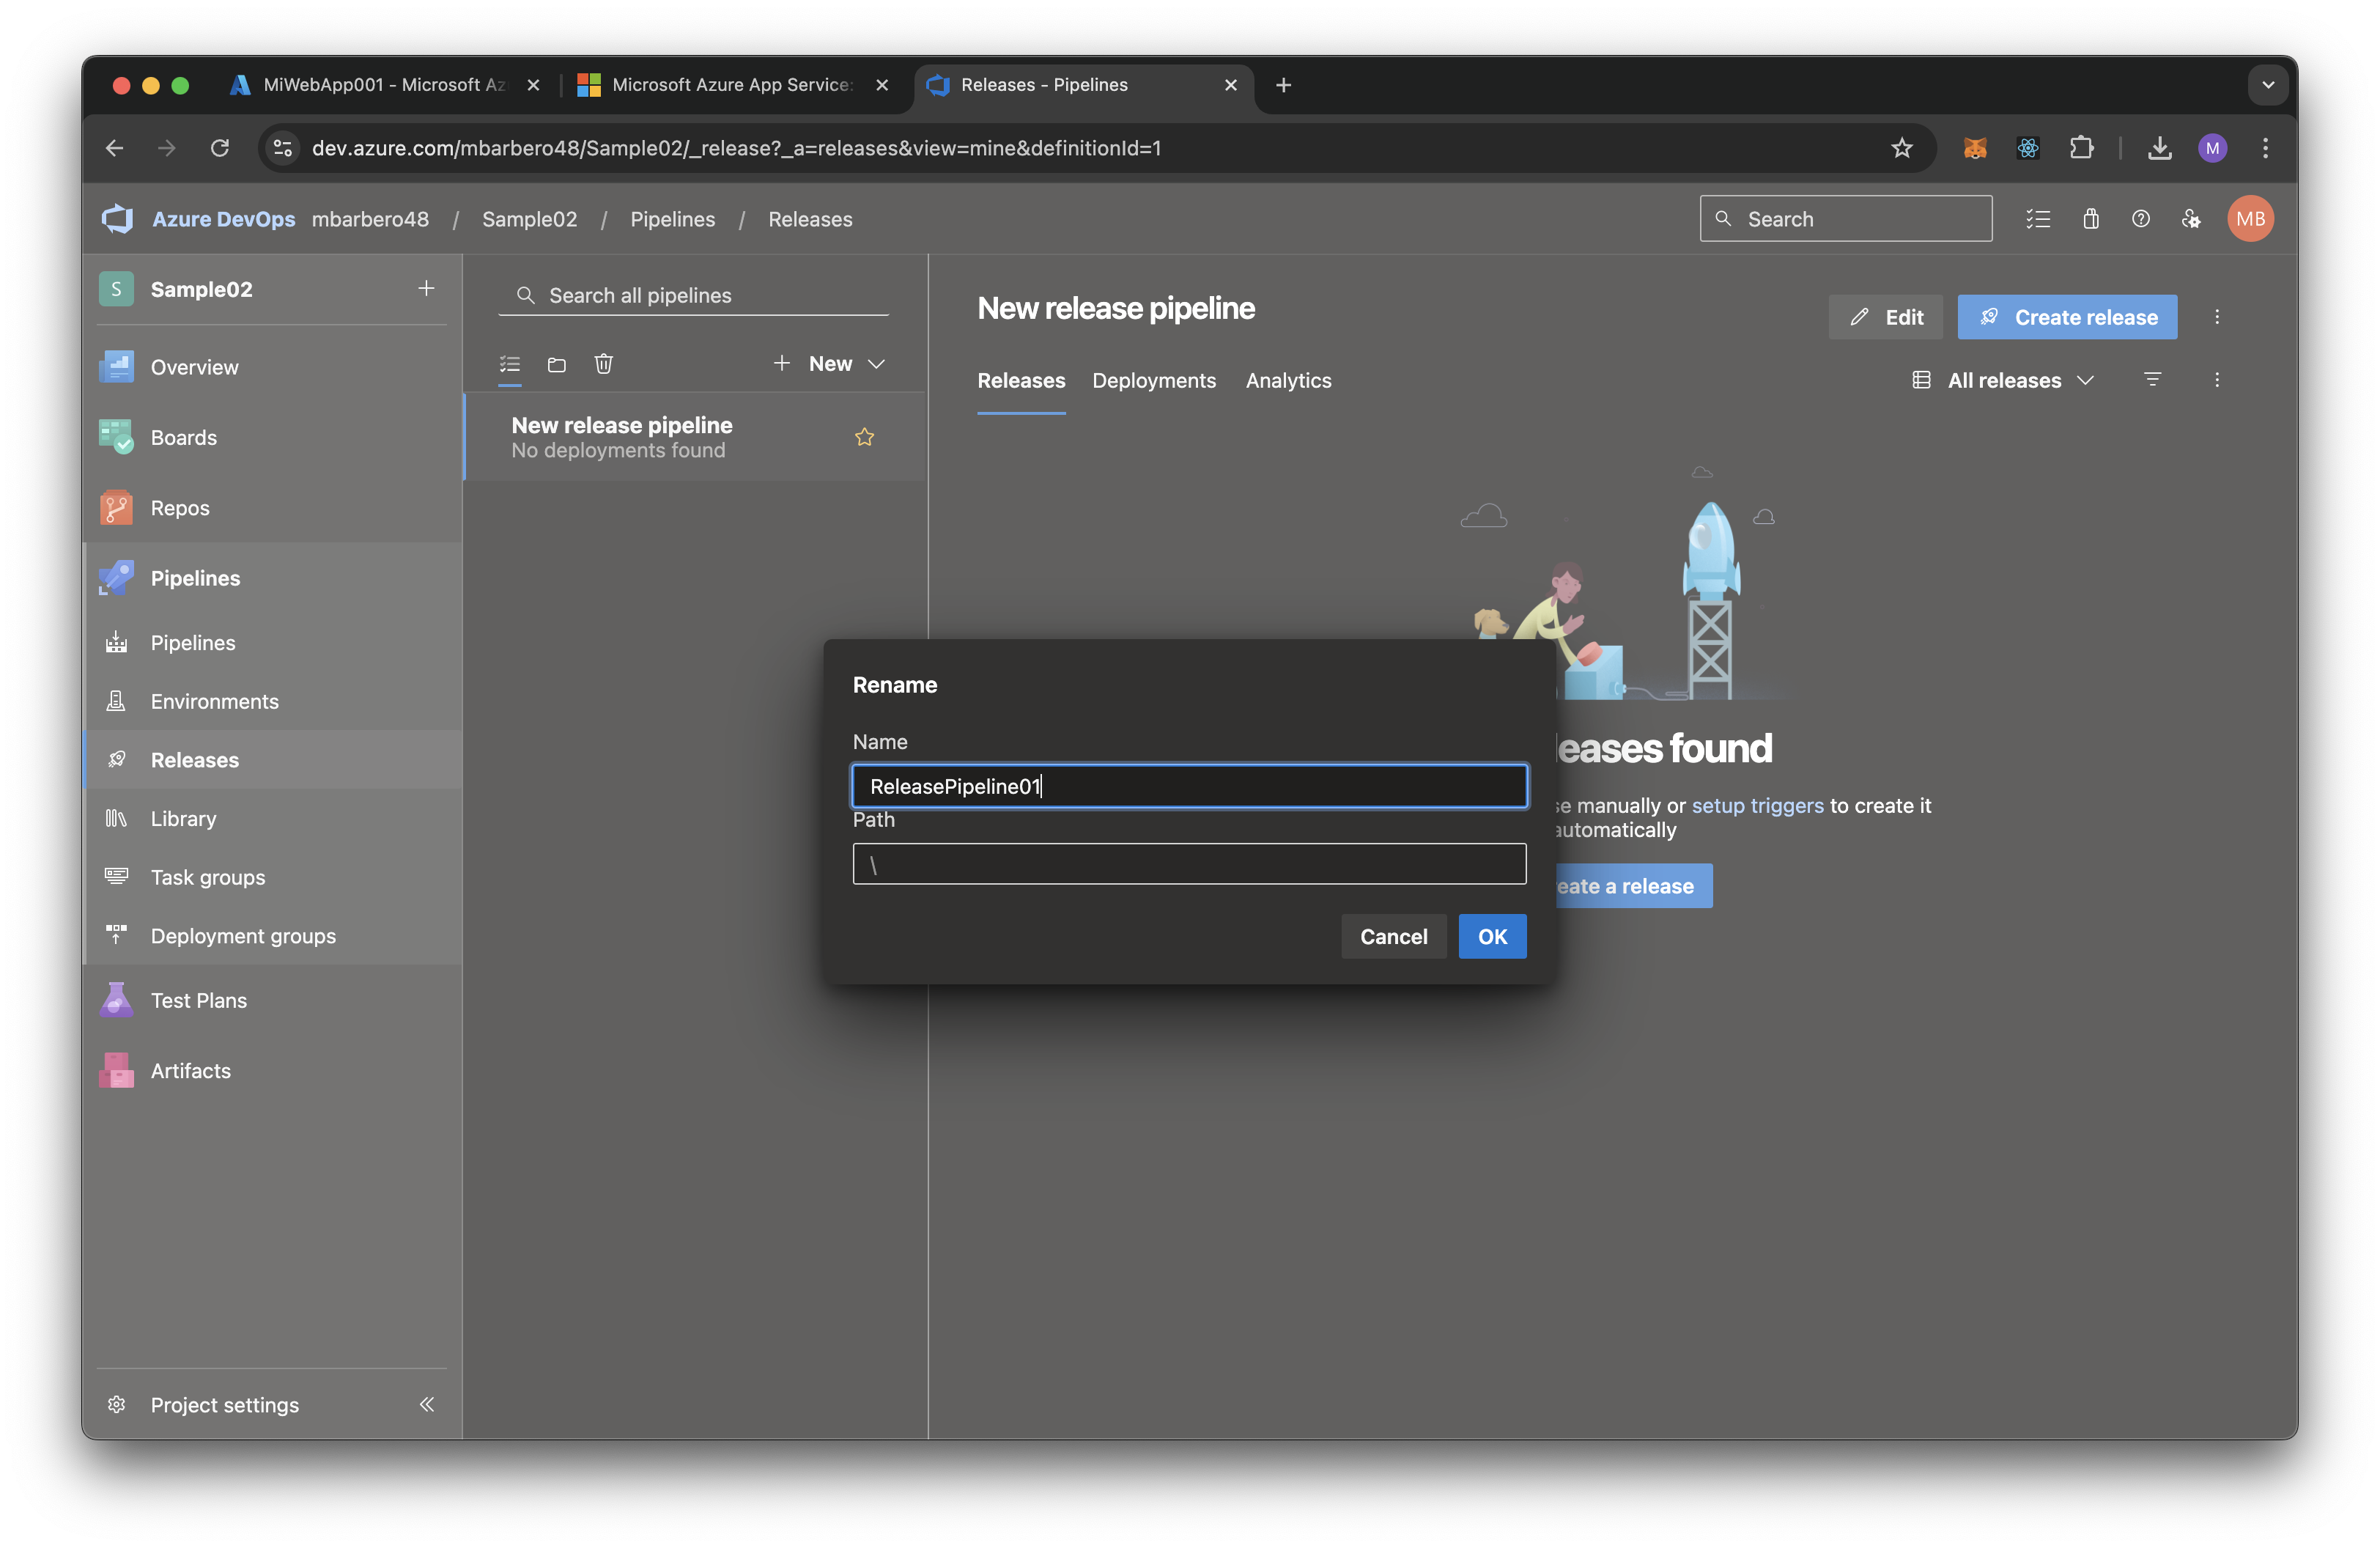 MiWebApp001 - Microsoft Az
Microsoft Azure App Service:
Releases - Pipelines
dev.azure.com/mbarbero48/Sample02/_release?_a=releases&view=mine&definitionId=1
M
Azure DevOps mbarbero48 / Sample02 / Pipelines / Releases
Search
MB
S Sample02
Overview
Boards
Repos
Pipelines
Pipelines
Environments
Releases
Library
Task groups
Deployment groups
Test Plans
Artifacts
Project settings
Search all pipelines
New
New release pipeline
No deployments found
New release pipeline
Edit
Create release
Releases Deployments Analytics
All releases
eases found
se manually or setup triggers to create it
automatically
eate a release
Rename
Name
ReleasePipeline01
Path
\
Cancel
OK